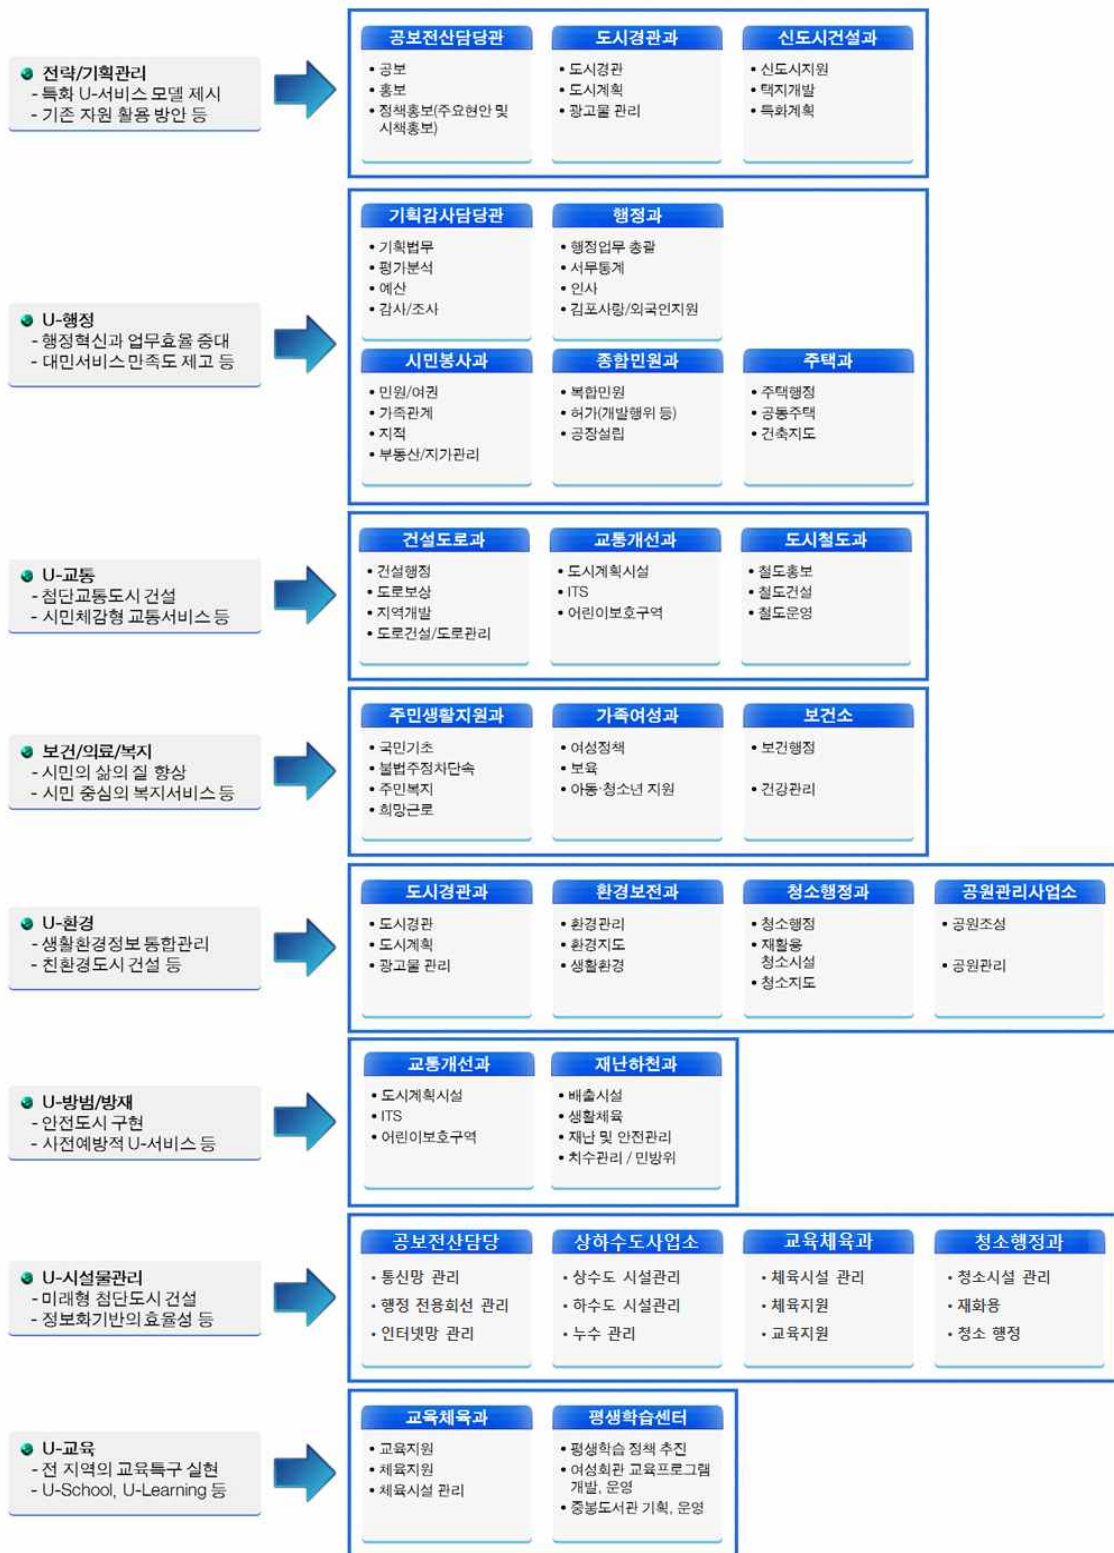 전략/기획관리
- 특화 U-서비스 모델 제시
- 기존 자원 활용 방안 등
공보전산담당관
• 공보
• 홍보
• 정책홍보(주요현안 및
시책홍보)
도시경관과
• 도시경관
• 도시계획
• 광고물 관리
신도시건설과
• 신도시지원
• 택지개발
• 특화계획
U-행정
- 행정혁신과 업무효율 증대
- 대민서비스 만족도 제고 등
기획감사담당관
• 기획법무
• 평가분석
• 예산
• 감사/조사
행정과
• 행정업무 총괄
• 서무통계
• 인사
• 김포사랑/외국인지원
시민봉사과
• 민원/여권
• 가족관계
• 지적
• 부동산/지가관리
종합민원과
• 복합민원
• 허가(개발행위 등)
• 공장설립
주택과
• 주택행정
• 공동주택
• 건축지도
U-교통
- 첨단교통도시 건설
- 시민체감형 교통서비스 등
건설도로과
• 건설행정
• 도로보상
• 지역개발
• 도로건설/도로관리
교통개선과
• 도시계획시설
• ITS
• 어린이보호구역
도시철도과
• 철도홍보
• 철도건설
• 철도운영
보건/의료/복지
- 시민의 삶의 질 향상
- 시민 중심의 복지서비스 등
주민생활지원과
• 국민기초
• 불법주정차단속
• 주민복지
• 희망근로
가족여성과
• 여성정책
• 보육
• 아동·청소년 지원
보건소
• 보건행정
• 건강관리
U-환경
- 생활환경정보 통합관리
- 친환경도시 건설 등
도시경관과
• 도시경관
• 도시계획
• 광고물 관리
환경보전과
• 환경관리
• 환경지도
• 생활환경
청소행정과
• 청소행정
• 재활용
청소시설
• 청소지도
공원관리사업소
• 공원조성
• 공원관리
U-방범/방재
- 안전도시 구현
- 사전예방적 U-서비스 등
교통개선과
• 도시계획시설
• ITS
• 어린이보호구역
재난하천과
• 배출시설
• 생활체육
• 재난 및 안전관리
• 치수관리 / 민방위
U-시설물관리
- 미래형 첨단도시 건설
- 정보화기반의 효율성 등
공보전산담당
• 통신망 관리
• 행정 전용회선 관리
• 인터넷망 관리
상하수도사업소
• 상수도 시설관리
• 하수도 시설관리
• 누수 관리
교육체육과
• 체육시설 관리
• 체육지원
• 교육지원
청소행정과
• 청소시설 관리
• 재화용
• 청소 행정
U-교육
- 전 지역의 교육특구 실현
- U-School, U-Learning 등
교육체육과
• 교육지원
• 체육지원
• 체육시설 관리
평생학습센터
• 평생학습 정책 추진
• 여성회관 교육프로그램
개발, 운영
• 중봉도서관 기획, 운영